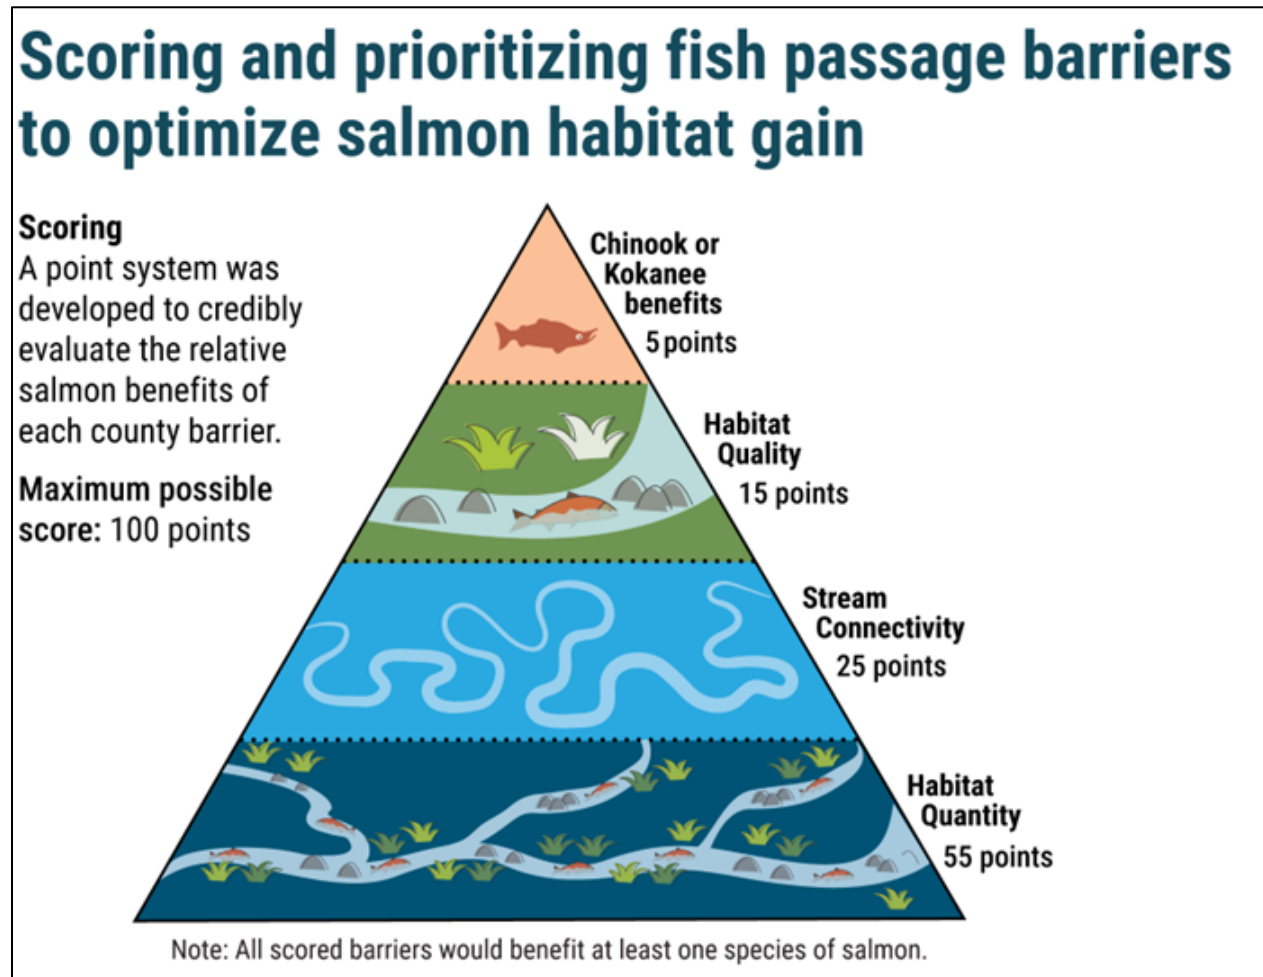 Scoring and prioritizing fish passage barriers
to optimize salmon habitat gain
Scoring
A point system was
developed to credibly
evaluate the relative
salmon benefits of
each county barrier.
Maximum possible
score: 100 points
Chinook or
Kokanee
benefits
5 points
Habitat
Quality
15 points
Stream
Connectivity
25 points
Habitat
Quantity
55 points
Note: All scored barriers would benefit at least one species of salmon.